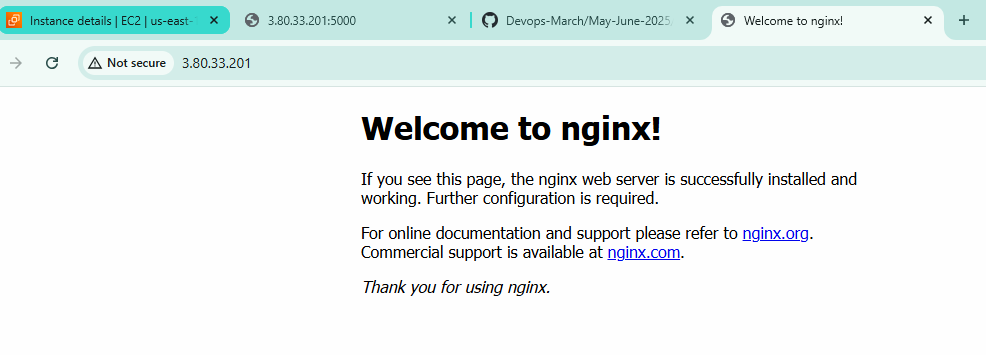 Instance details | EC2 | us-east-
3.80.33.201:5000
Devops-March/May-June-2025
Welcome to nginx!
Not secure
3.80.33.201
Welcome to nginx!
If you see this page, the nginx web server is successfully installed and
working. Further configuration is required.
For online documentation and support please refer to nginx.org.
Commercial support is available at nginx.com.
Thank you for using nginx.